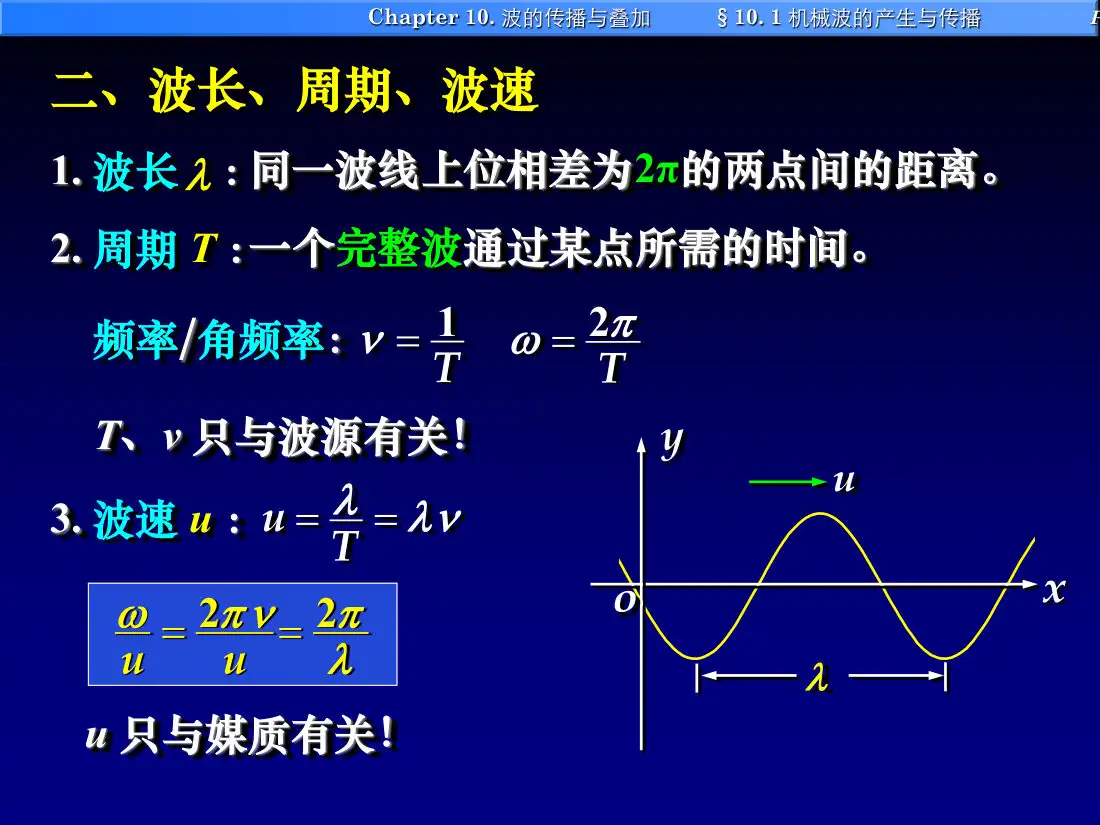 Chapter 10. 波的传播与叠加 §10. 1 机械波的产生与传播
二、波长、周期、波速
1. 波长 λ : 同一波线上位相差为2π的两点间的距离。
2. 周期 T : 一个完整波通过某点所需的时间。
频率/角频率: ν = 1/T ω = 2π/T
T、ν 只与波源有关!
3. 波速 u : u = λ/T = λν
ω/u = 2πν/u = 2π/λ
u 只与媒质有关!
y
u
o
x
λ